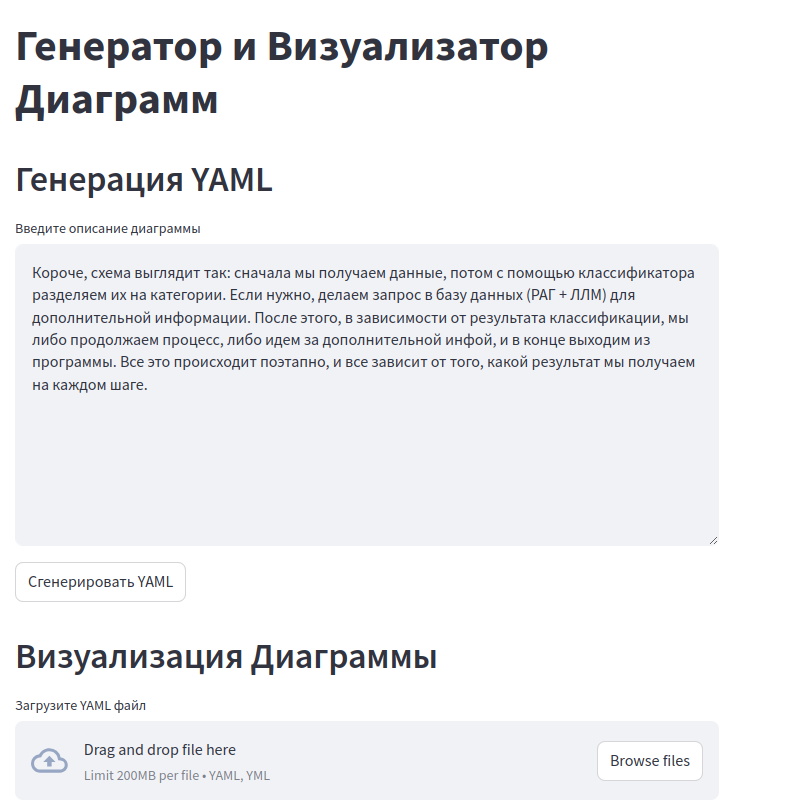 Генератор и Визуализатор
Диаграмм
Генерация YAML
Введите описание диаграммы
Короче, схема выглядит так: сначала мы получаем данные, потом с помощью классификатора
разделяем их на категории. Если нужно, делаем запрос в базу данных (РАГ + ЛЛМ) для
дополнительной информации. После этого, в зависимости от результата классификации, мы
либо продолжаем процесс, либо идем за дополнительной инфой, и в конце выходим из
программы. Все это происходит поэтапно, и все зависит от того, какой результат мы получаем
на каждом шаге.
Сгенерировать YAML
Визуализация Диаграммы
Загрузите YAML файл
Drag and drop file here
Limit 200MB per file • YAML, YML
Browse files